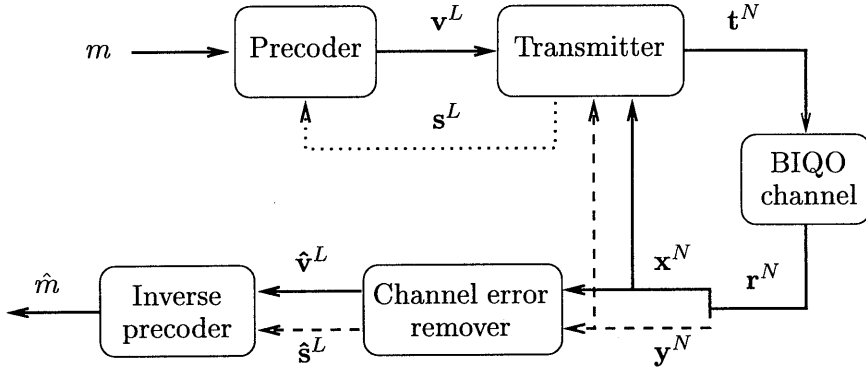 m
Precoder
v^L
Transmitter
t^N
s^L
BIQO
channel
m̂
Inverse
precoder
v̂^L
ŝ^L
Channel error
remover
x^N
y^N
r^N